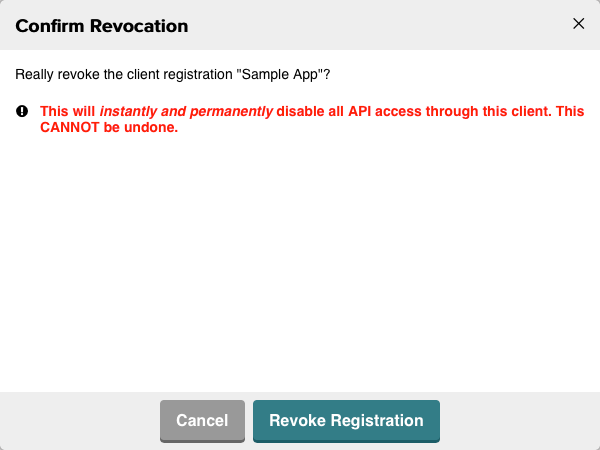 Confirm Revocation
Really revoke the client registration "Sample App"?
This will instantly and permanently disable all API access through this client. This
CANNOT be undone.
Cancel
Revoke Registration